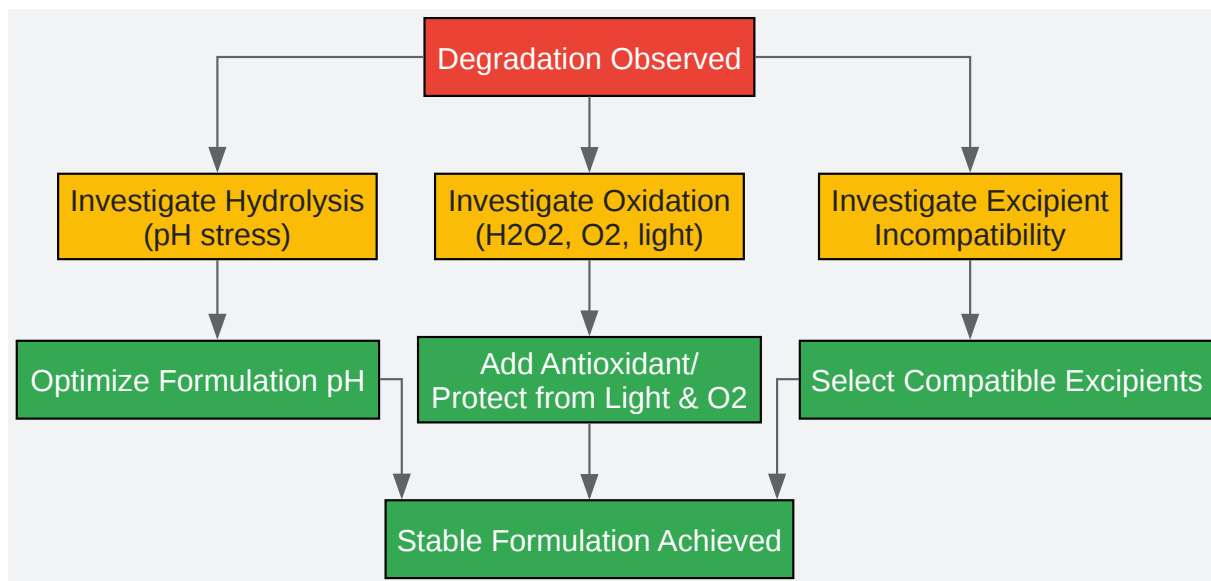 Degradation Observed
Investigate Hydrolysis
(pH stress)
Investigate Oxidation
(H2O2, O2, light)
Investigate Excipient
Incompatibility
Optimize Formulation pH
Add Antioxidant/
Protect from Light & O2
Select Compatible Excipients
Stable Formulation Achieved